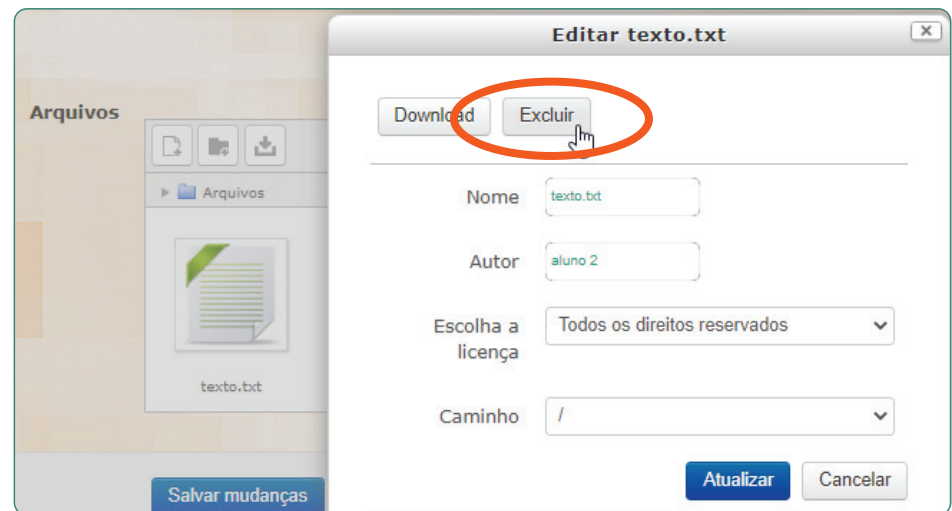 Editar texto.txt
Arquivos
Download Excluir
Arquivos
Nome texto.txt
Autor aluno 2
texto.txt
Escolha a
licença
Todos os direitos reservados
Caminho /
Salvar mudanças
Atualizar Cancelar